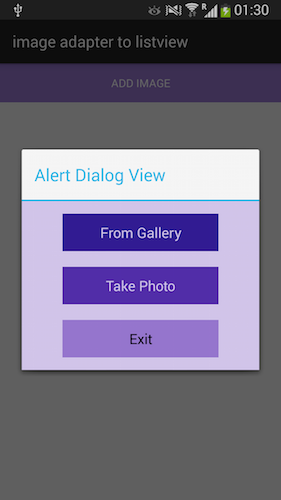 R
01:30
image adapter to listview
ADD IMAGE
Alert Dialog View
From Gallery
Take Photo
Exit